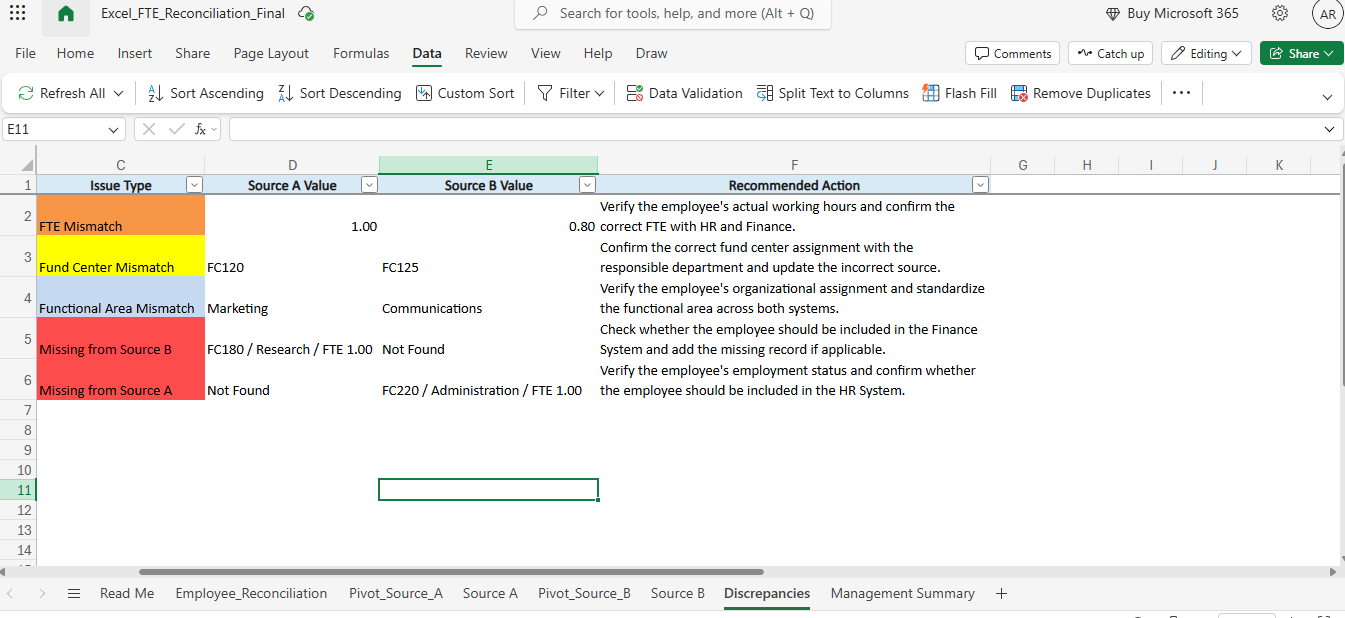 Excel_FTE_Reconciliation_Final
Search for tools, help, and more (Alt + Q)
Buy Microsoft 365
AR
File Home Insert Share Page Layout Formulas Data Review View Help Draw
Comments Catch up Editing Share
Refresh All Sort Ascending Sort Descending Custom Sort Filter Data Validation Split Text to Columns Flash Fill Remove Duplicates
E11 fx
C D E F G H I J K
1 Issue Type Source A Value Source B Value Recommended Action
Verify the employee's actual working hours and confirm the
2 FTE Mismatch 1.00 0.80 correct FTE with HR and Finance.
Confirm the correct fund center assignment with the
3 Fund Center Mismatch FC120 FC125 responsible department and update the incorrect source.
Verify the employee's organizational assignment and standardize
4 Functional Area Mismatch Marketing Communications the functional area across both systems.
Check whether the employee should be included in the Finance
5 Missing from Source B FC180 / Research / FTE 1.00 Not Found System and add the missing record if applicable.
Verify the employee's employment status and confirm whether
6 Missing from Source A Not Found FC220 / Administration / FTE 1.00 the employee should be included in the HR System.
7
8
9
10
11
12
13
14
Read Me Employee_Reconciliation Pivot_Source_A Source A Pivot_Source_B Source B Discrepancies Management Summary